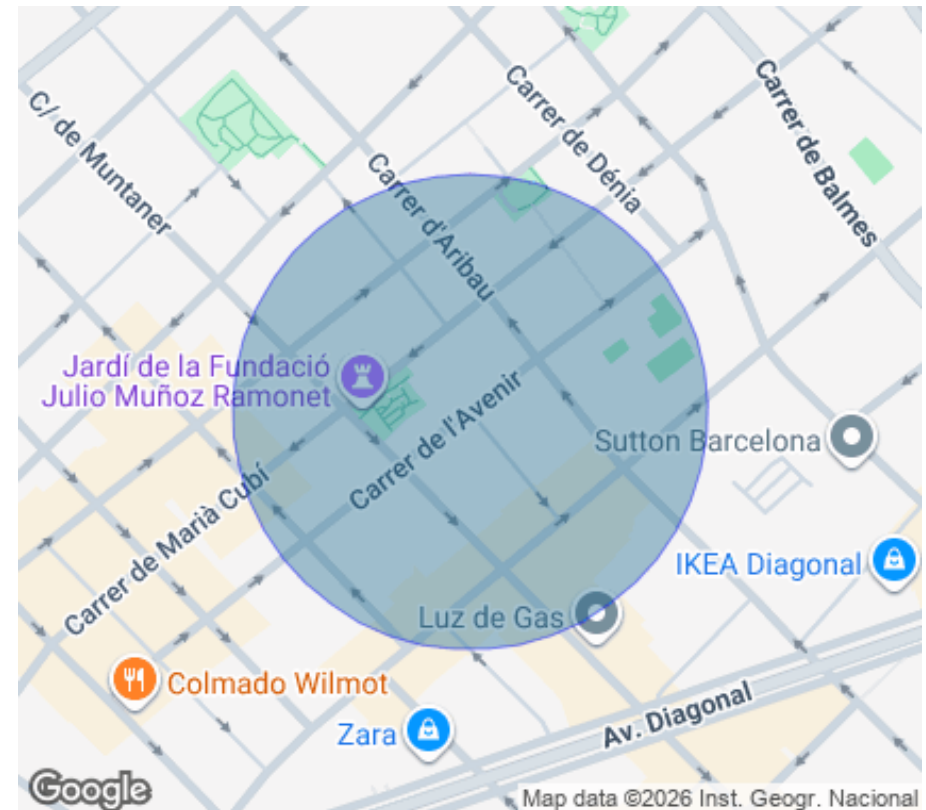 Carrer de Dénia
Carrer de Balmes
C/ de Muntaner
Carrer d'Aribau
Jardí de la Fundació
Julio Muñoz Ramonet
Carrer de l'Avenir
Sutton Barcelona
Carrer de Marià Cubí
IKEA Diagonal
Luz de Gas
Colmado Wilmot
Av. Diagonal
Zara
Google
Map data ©2026 Inst. Geogr. Nacional